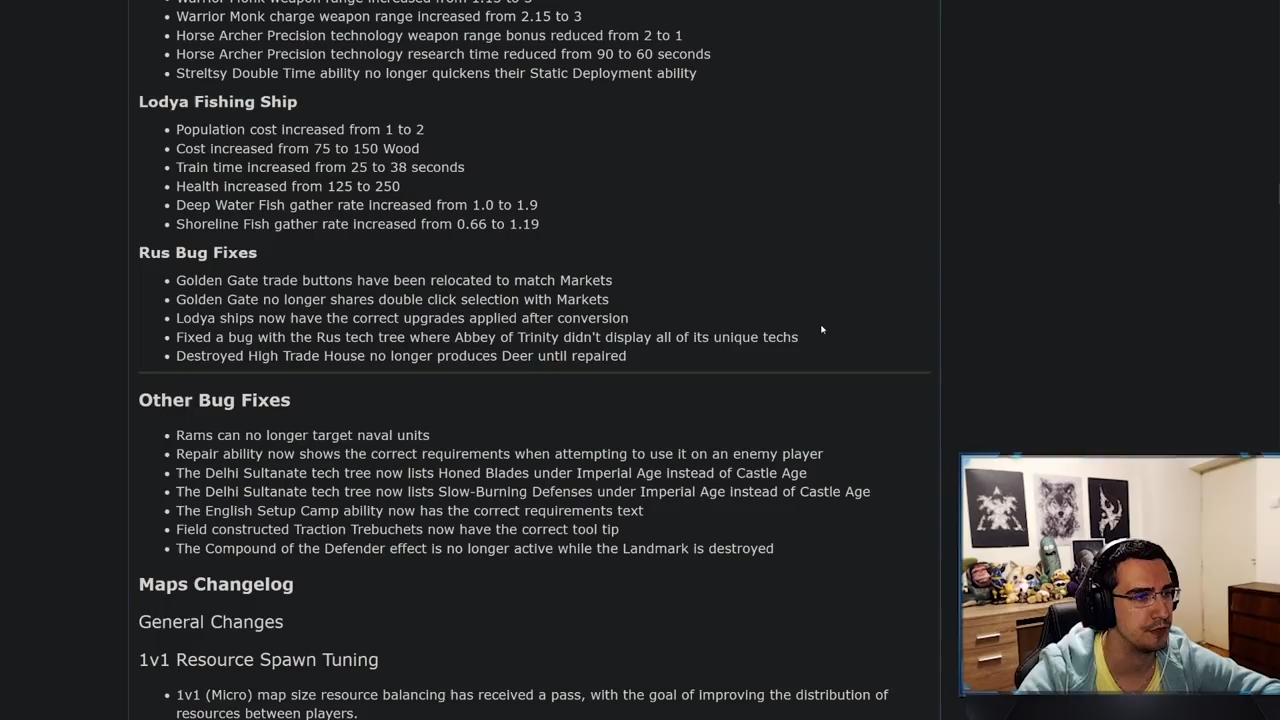 Warrior Monk weapon range increased from 1.15 to 3
Warrior Monk charge weapon range increased from 2.15 to 3
Horse Archer Precision technology weapon range bonus reduced from 2 to 1
Horse Archer Precision technology research time reduced from 90 to 60 seconds
Streltsy Double Time ability no longer quickens their Static Deployment ability
Lodya Fishing Ship
Population cost increased from 1 to 2
Cost increased from 75 to 150 Wood
Train time increased from 25 to 38 seconds
Health increased from 125 to 250
Deep Water Fish gather rate increased from 1.0 to 1.9
Shoreline Fish gather rate increased from 0.66 to 1.19
Rus Bug Fixes
Golden Gate trade buttons have been relocated to match Markets
Golden Gate no longer shares double click selection with Markets
Lodya ships now have the correct upgrades applied after conversion
Fixed a bug with the Rus tech tree where Abbey of Trinity didn't display all of its unique techs
Destroyed High Trade House no longer produces Deer until repaired
Other Bug Fixes
Rams can no longer target naval units
Repair ability now shows the correct requirements when attempting to use it on an enemy player
The Delhi Sultanate tech tree now lists Honed Blades under Imperial Age instead of Castle Age
The Delhi Sultanate tech tree now lists Slow-Burning Defenses under Imperial Age instead of Castle Age
The English Setup Camp ability now has the correct requirements text
Field constructed Traction Trebuchets now have the correct tool tip
The Compound of the Defender effect is no longer active while the Landmark is destroyed
Maps Changelog
General Changes
1v1 Resource Spawn Tuning
1v1 (Micro) map size resource balancing has received a pass, with the goal of improving the distribution of
resources between players.